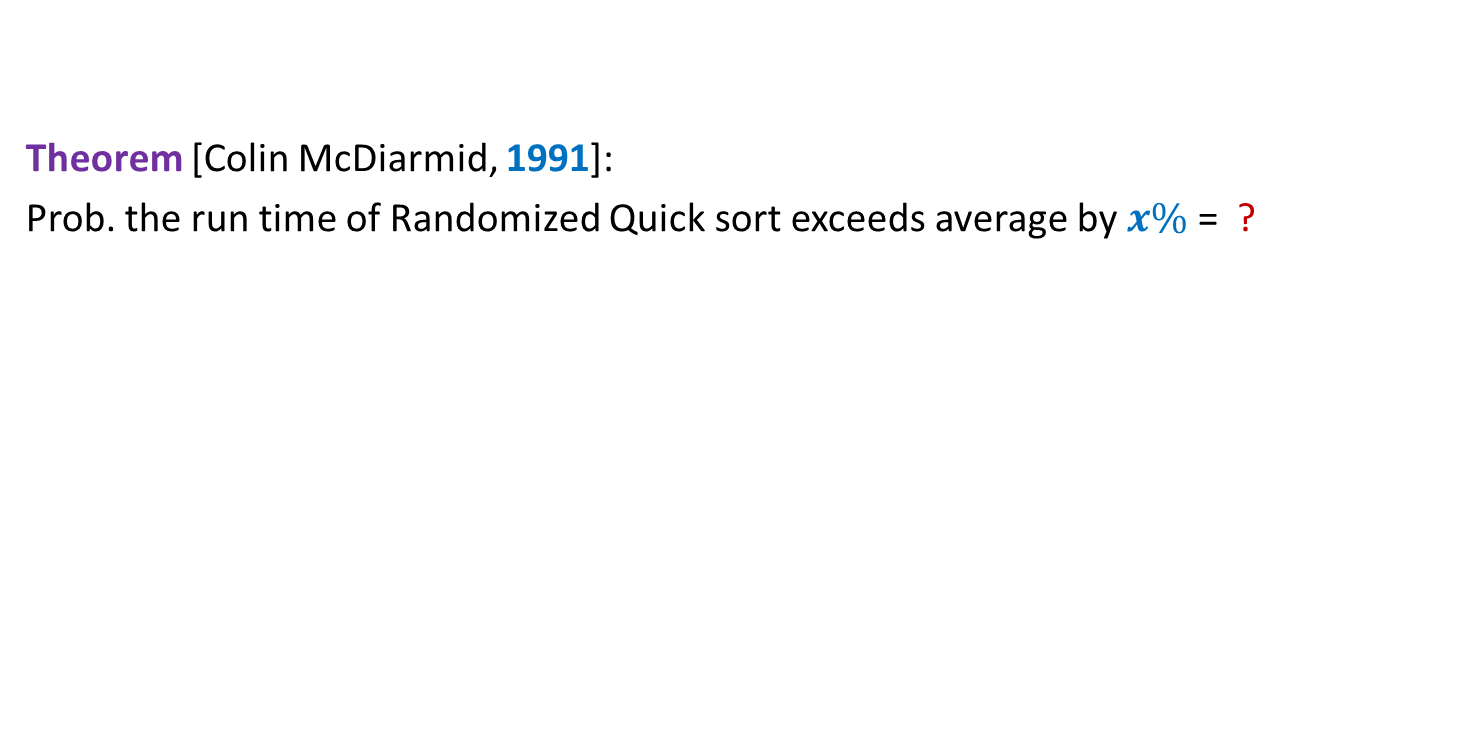 Theorem [Colin McDiarmid, 1991]:
Prob. the run time of Randomized Quick sort exceeds average by x% = ?